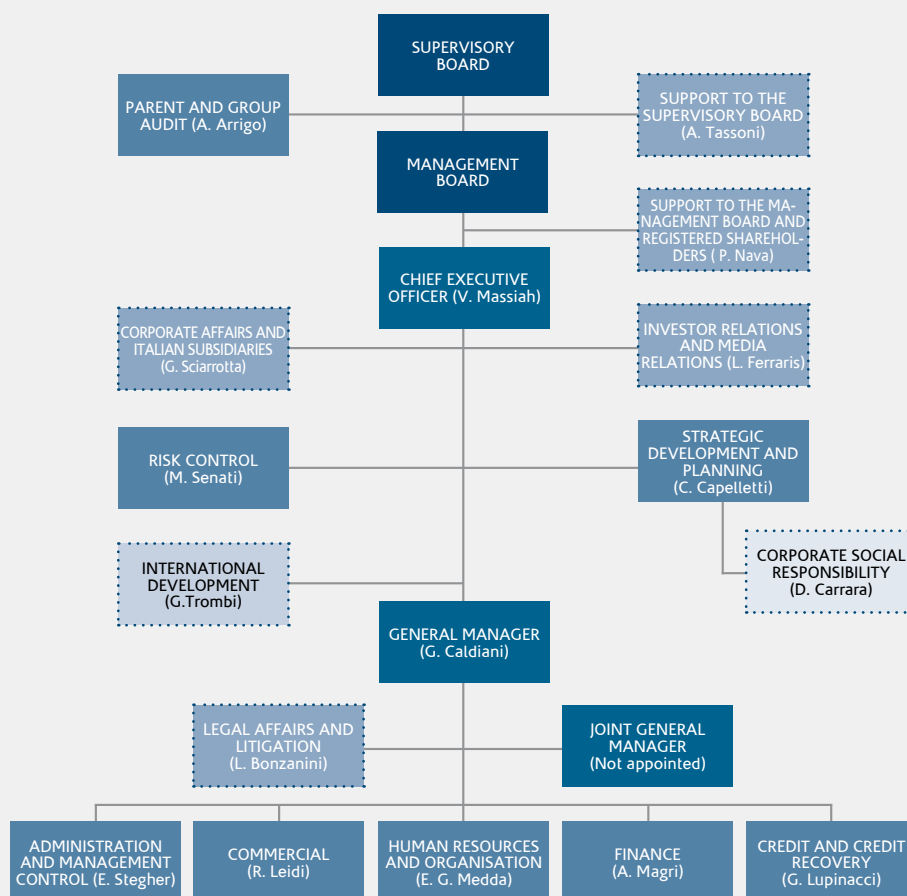 SUPERVISORY
BOARD
PARENT AND GROUP
AUDIT (A. Arrigo)
SUPPORT TO THE
SUPERVISORY BOARD
(A. Tassoni)
MANAGEMENT
BOARD
SUPPORT TO THE MA-
NAGEMENT BOARD AND
REGISTERED SHAREHOL-
DERS ( P. Nava)
CHIEF EXECUTIVE
OFFICER (V. Massiah)
CORPORATE AFFAIRS AND
ITALIAN SUBSIDIARIES
(G. Sciarrotta)
INVESTOR RELATIONS
AND MEDIA
RELATIONS (L. Ferraris)
RISK CONTROL
(M. Senati)
STRATEGIC
DEVELOPMENT AND
PLANNING
(C. Capelletti)
INTERNATIONAL
DEVELOPMENT
(G.Trombi)
CORPORATE SOCIAL
RESPONSIBILITY
(D. Carrara)
GENERAL MANAGER
(G. Caldiani)
LEGAL AFFAIRS AND
LITIGATION
(L. Bonzanini)
JOINT GENERAL
MANAGER
(Not appointed)
ADMINISTRATION
AND MANAGEMENT
CONTROL (E. Stegher)
COMMERCIAL
(R. Leidi)
HUMAN RESOURCES
AND ORGANISATION
(E. G. Medda)
FINANCE
(A. Magri)
CREDIT AND CREDIT
RECOVERY
(G. Lupinacci)